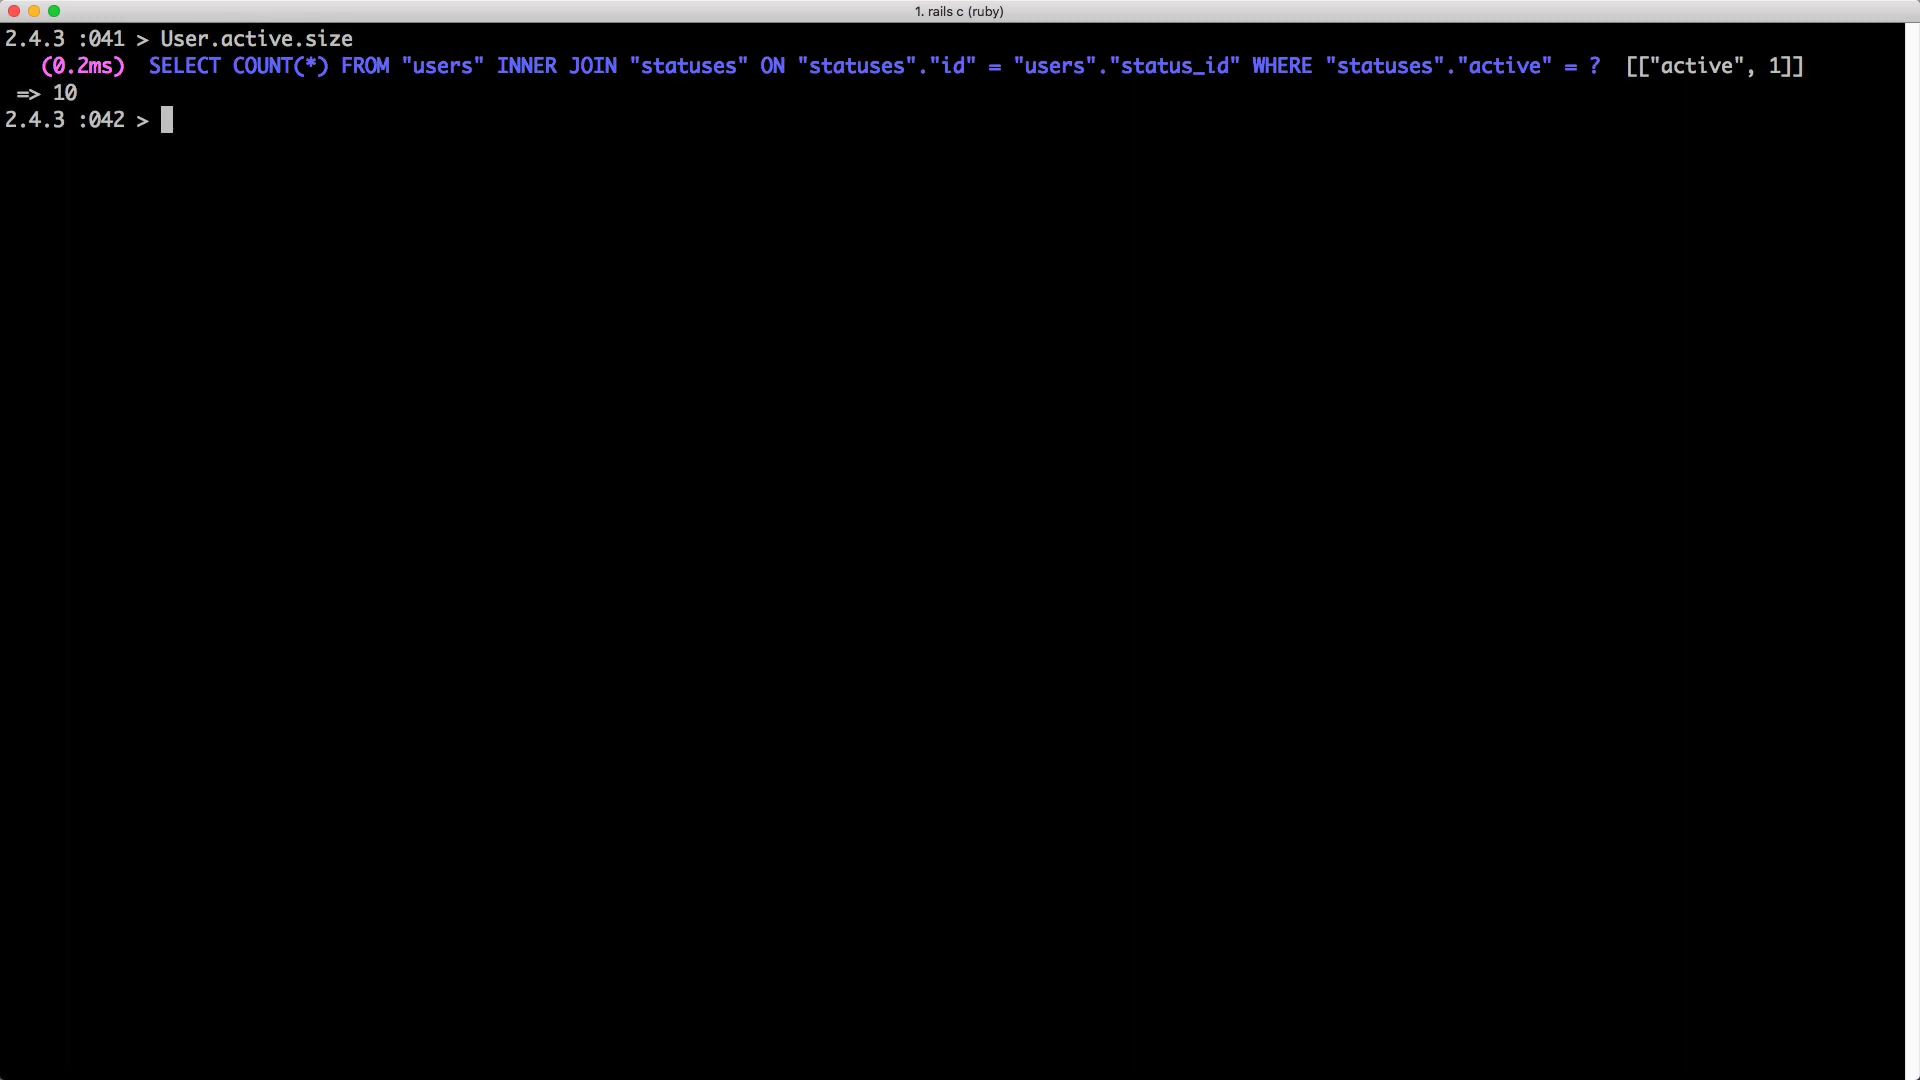 1. rails c (ruby)
2.4.3 :041 > User.active.size
(0.2ms)  SELECT COUNT(*) FROM "users" INNER JOIN "statuses" ON "statuses"."id" = "users"."status_id" WHERE "statuses"."active" = ?  [["active", 1]]
=> 10
2.4.3 :042 >